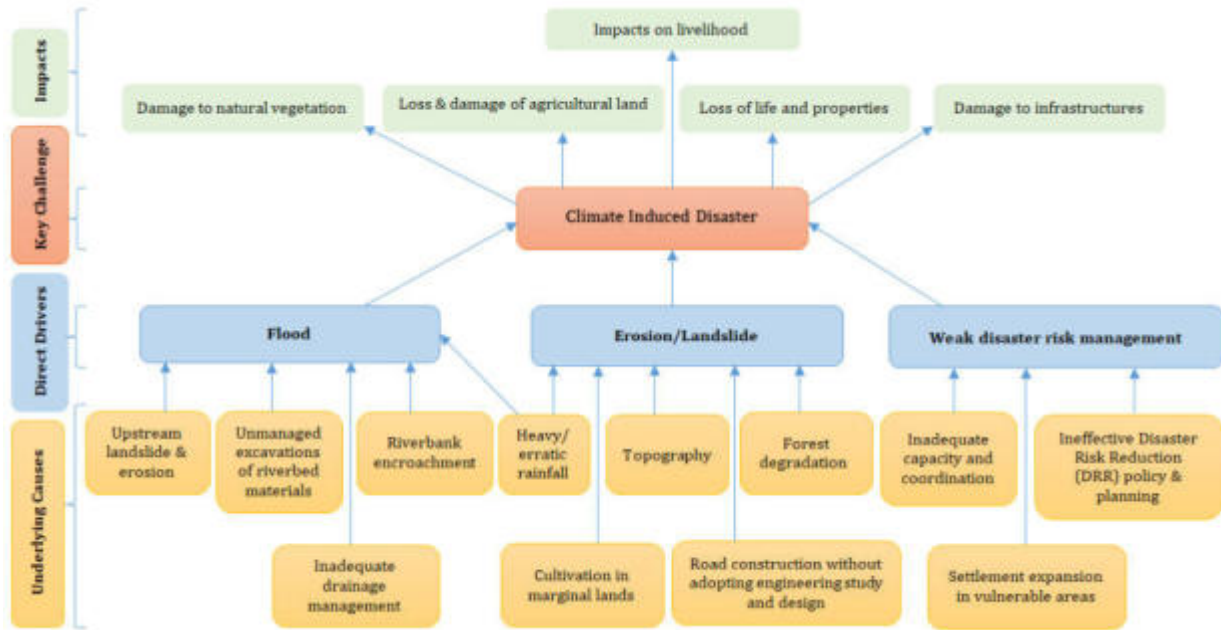 Impacts
Impacts on livelihood
Damage to natural vegetation
Loss & damage of agricultural land
Loss of life and properties
Damage to infrastructures
Key Challenge
Climate Induced Disaster
Direct Drivers
Flood
Erosion/Landslide
Weak disaster risk management
Underlying Causes
Upstream
landslide &
erosion
Unmanaged
excavations
of riverbed
materials
Riverbank
encroachment
Heavy/
erratic
rainfall
Topography
Forest
degradation
Inadequate
capacity and
coordination
Ineffective Disaster
Risk Reduction
(DRR) policy &
planning
Inadequate
drainage
management
Cultivation in
marginal lands
Road construction without
adopting engineering study
and design
Settlement expansion
in vulnerable areas